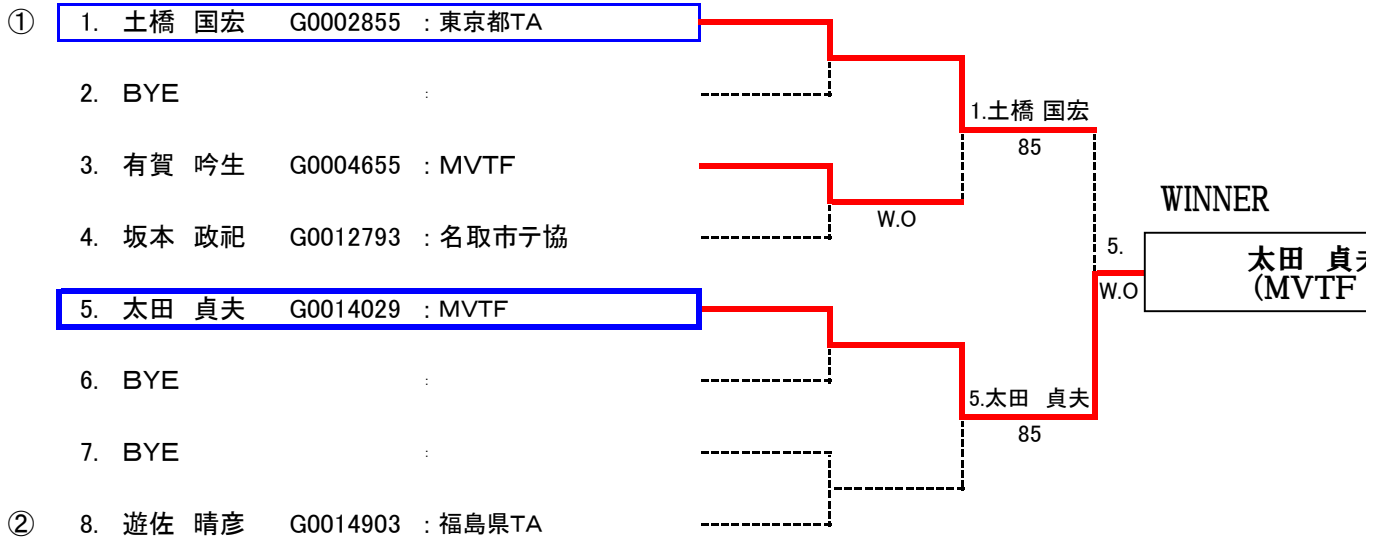 ① 1. 土橋 国宏 G0002855 : 東京都TA
2. BYE :
1.土橋 国宏
85
3. 有賀 吟生 G0004655 : MVTF
WINNER
W.O
4. 坂本 政祀 G0012793 : 名取市テ協
5.
太田 貞
(MVTF
W.O
5. 太田 貞夫 G0014029 : MVTF
6. BYE :
5.太田 貞夫
85
7. BYE :
② 8. 遊佐 晴彦 G0014903 : 福島県TA